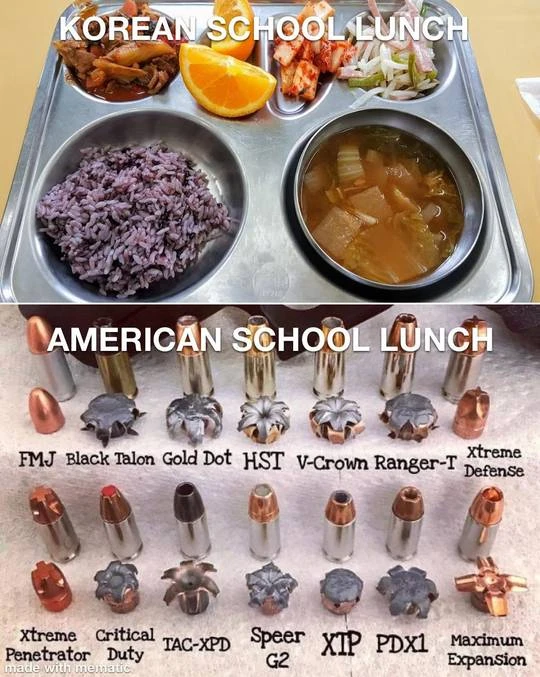 KOREAN SCHOOL LUNCH
AMERICAN SCHOOL LUNCH
FMJ Black Talon Gold Dot HST V-Crown Ranger-T Xtreme Defense
Xtreme Penetrator Critical Duty TAC-XPD Speer G2 XTP PDX1 Maximum Expansion
made with mematic